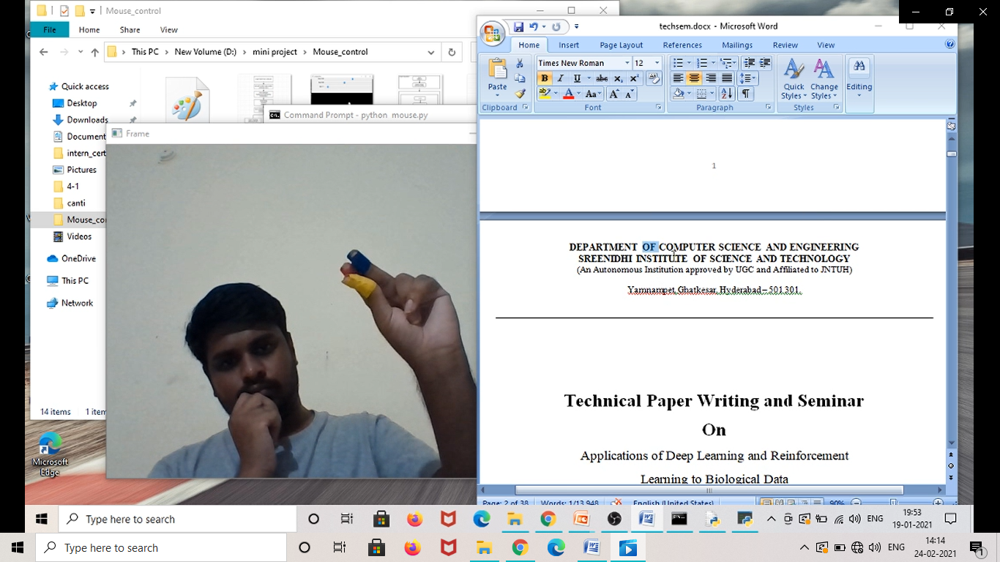 Mouse_control
File Home Share View
This PC New Volume (D:) mini project Mouse_control
Quick access
Desktop
Downloads
Document
intern_cert
Pictures
4-1
canti
Mouse_co
Videos
OneDrive
This PC
Network
14 items 1 item
Command Prompt - python mouse.py
Frame
Microsoft
Edge
techsem.docx - Microsoft Word
Home Insert Page Layout References Mailings Review View
Paste
Clipboard
Times New Roman 12
B I U abc X₂ X²
Aa A A
Font
Paragraph
Quick Styles
Change Styles
Styles
Editing
1
DEPARTMENT OF COMPUTER SCIENCE AND ENGINEERING
SREENIDHI INSTITUTE OF SCIENCE AND TECHNOLOGY
(An Autonomous Institution approved by UGC and Affiliated to JNTUH)
Yamnampet, Ghatkesar, Hyderabad – 501 301.
Technical Paper Writing and Seminar
On
Applications of Deep Learning and Reinforcement
Learning to Biological Data
Page: 2 of 38 Words: 1/13,948 English (United States) 90%
Type here to search
ENG 19:53
19-01-2021
Type here to search
ENG 14:14
24-02-2021
1